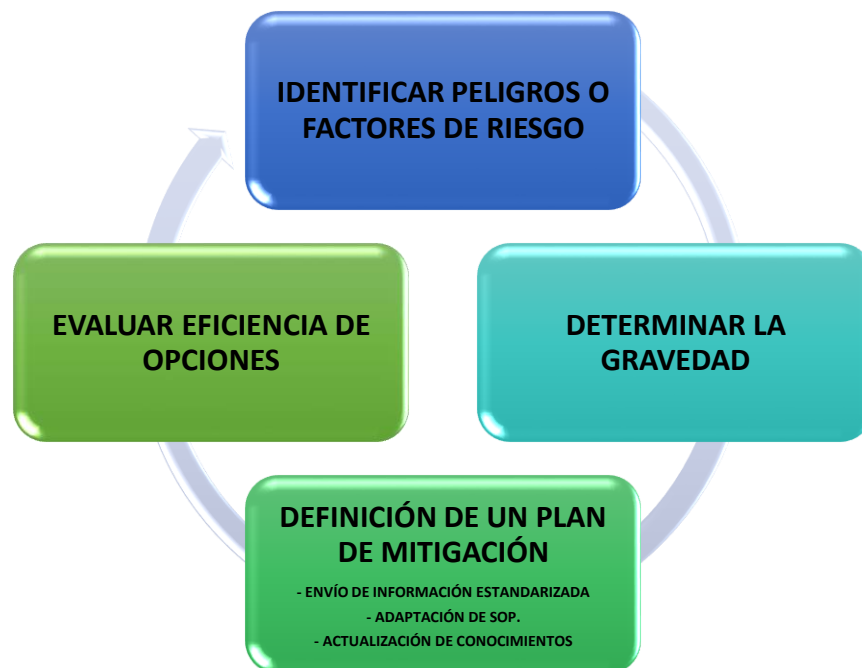 IDENTIFICAR PELIGROS O
FACTORES DE RIESGO
DETERMINAR LA
GRAVEDAD
DEFINICIÓN DE UN PLAN
DE MITIGACIÓN
- ENVÍO DE INFORMACIÓN ESTANDARIZADA
- ADAPTACIÓN DE SOP.
- ACTUALIZACIÓN DE CONOCIMIENTOS
EVALUAR EFICIENCIA DE
OPCIONES